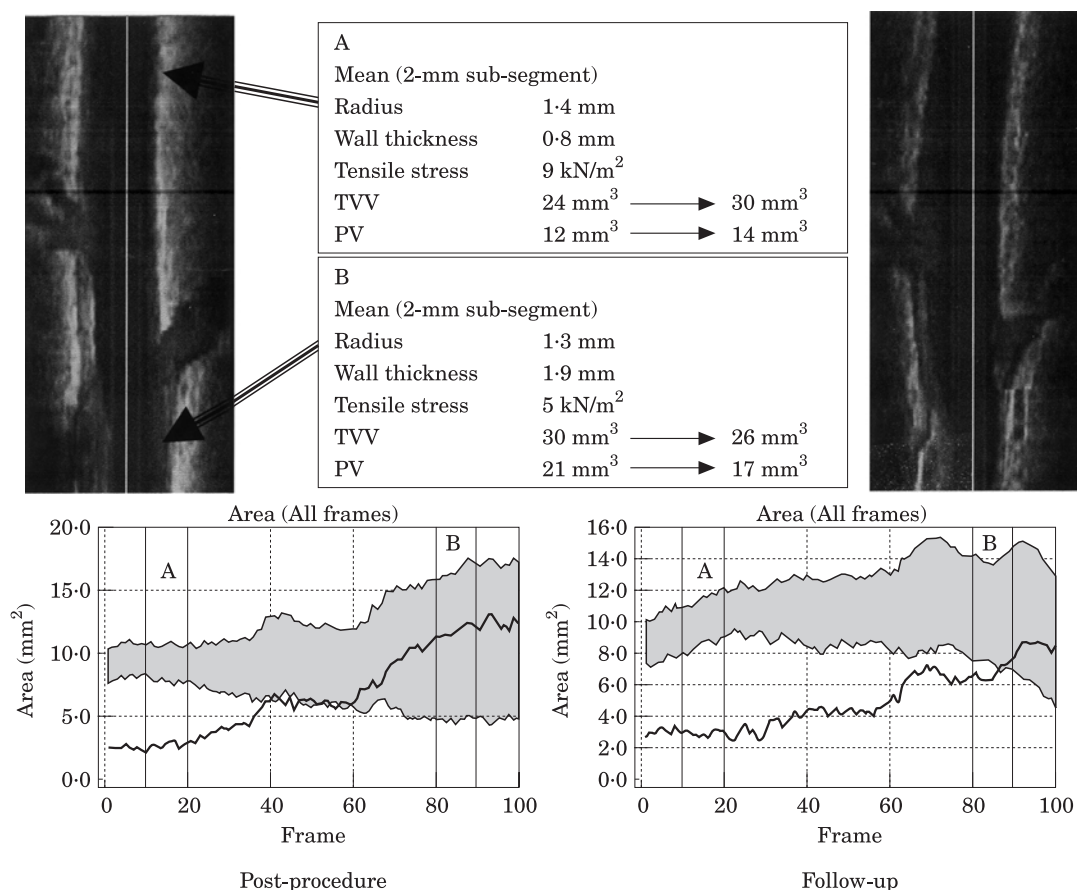 A
Mean (2-mm sub-segment)
Radius 1·4 mm
Wall thickness 0·8 mm
Tensile stress 9 kN/m²
TVV 24 mm³ 30 mm³
PV 12 mm³ 14 mm³
B
Mean (2-mm sub-segment)
Radius 1·3 mm
Wall thickness 1·9 mm
Tensile stress 5 kN/m²
TVV 30 mm³ 26 mm³
PV 21 mm³ 17 mm³
Area (All frames)
20·0
15·0
10·0
5·0
0·0
Area (mm²)
A
B
0 20 40 60 80 100
Frame
Post-procedure
Area (All frames)
16·0
14·0
12·0
10·0
8·0
6·0
4·0
2·0
0·0
Area (mm²)
A
B
0 20 40 60 80 100
Frame
Follow-up